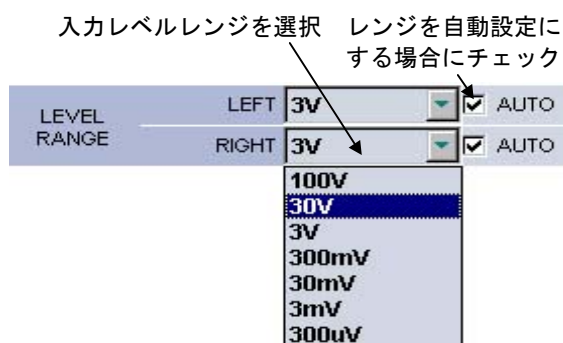 入力レベルレンジを選択
レンジを自動設定に
する場合にチェック
LEVEL
RANGE
LEFT 3V AUTO
RIGHT 3V AUTO
100V
30V
3V
300mV
30mV
3mV
300uV